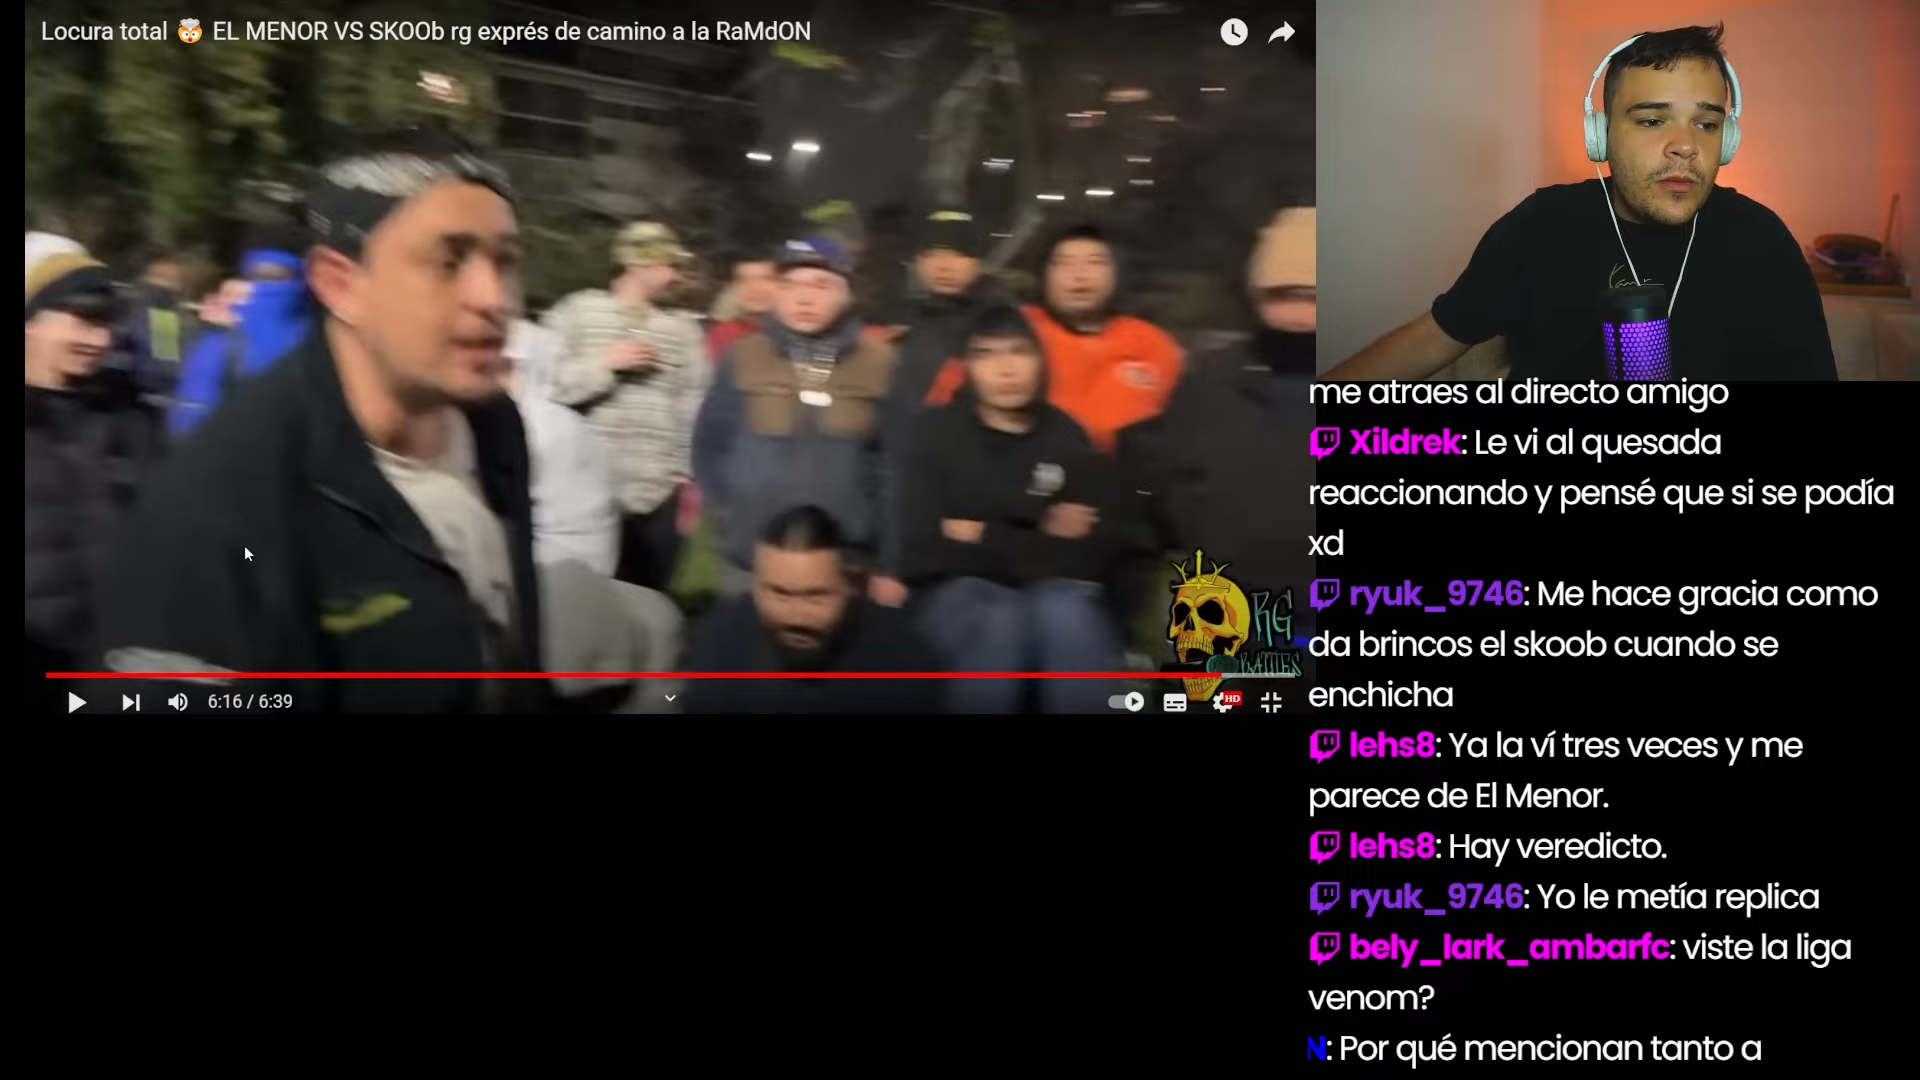 Locura total 🤯 EL MENOR VS SKOOb rg exprés de camino a la RaMdON
me atraes al directo amigo
Xildrek: Le vi al quesada
reaccionando y pensé que si se podía
xd
ryuk_9746: Me hace gracia como
da brincos el skoob cuando se
enchicha
lehs8: Ya la ví tres veces y me
parece de El Menor.
lehs8: Hay veredicto.
ryuk_9746: Yo le metía replica
bely_lark_ambarfc: viste la liga
venom?
N: Por qué mencionan tanto a
RG
BATTLES
6:16 / 6:39
HD